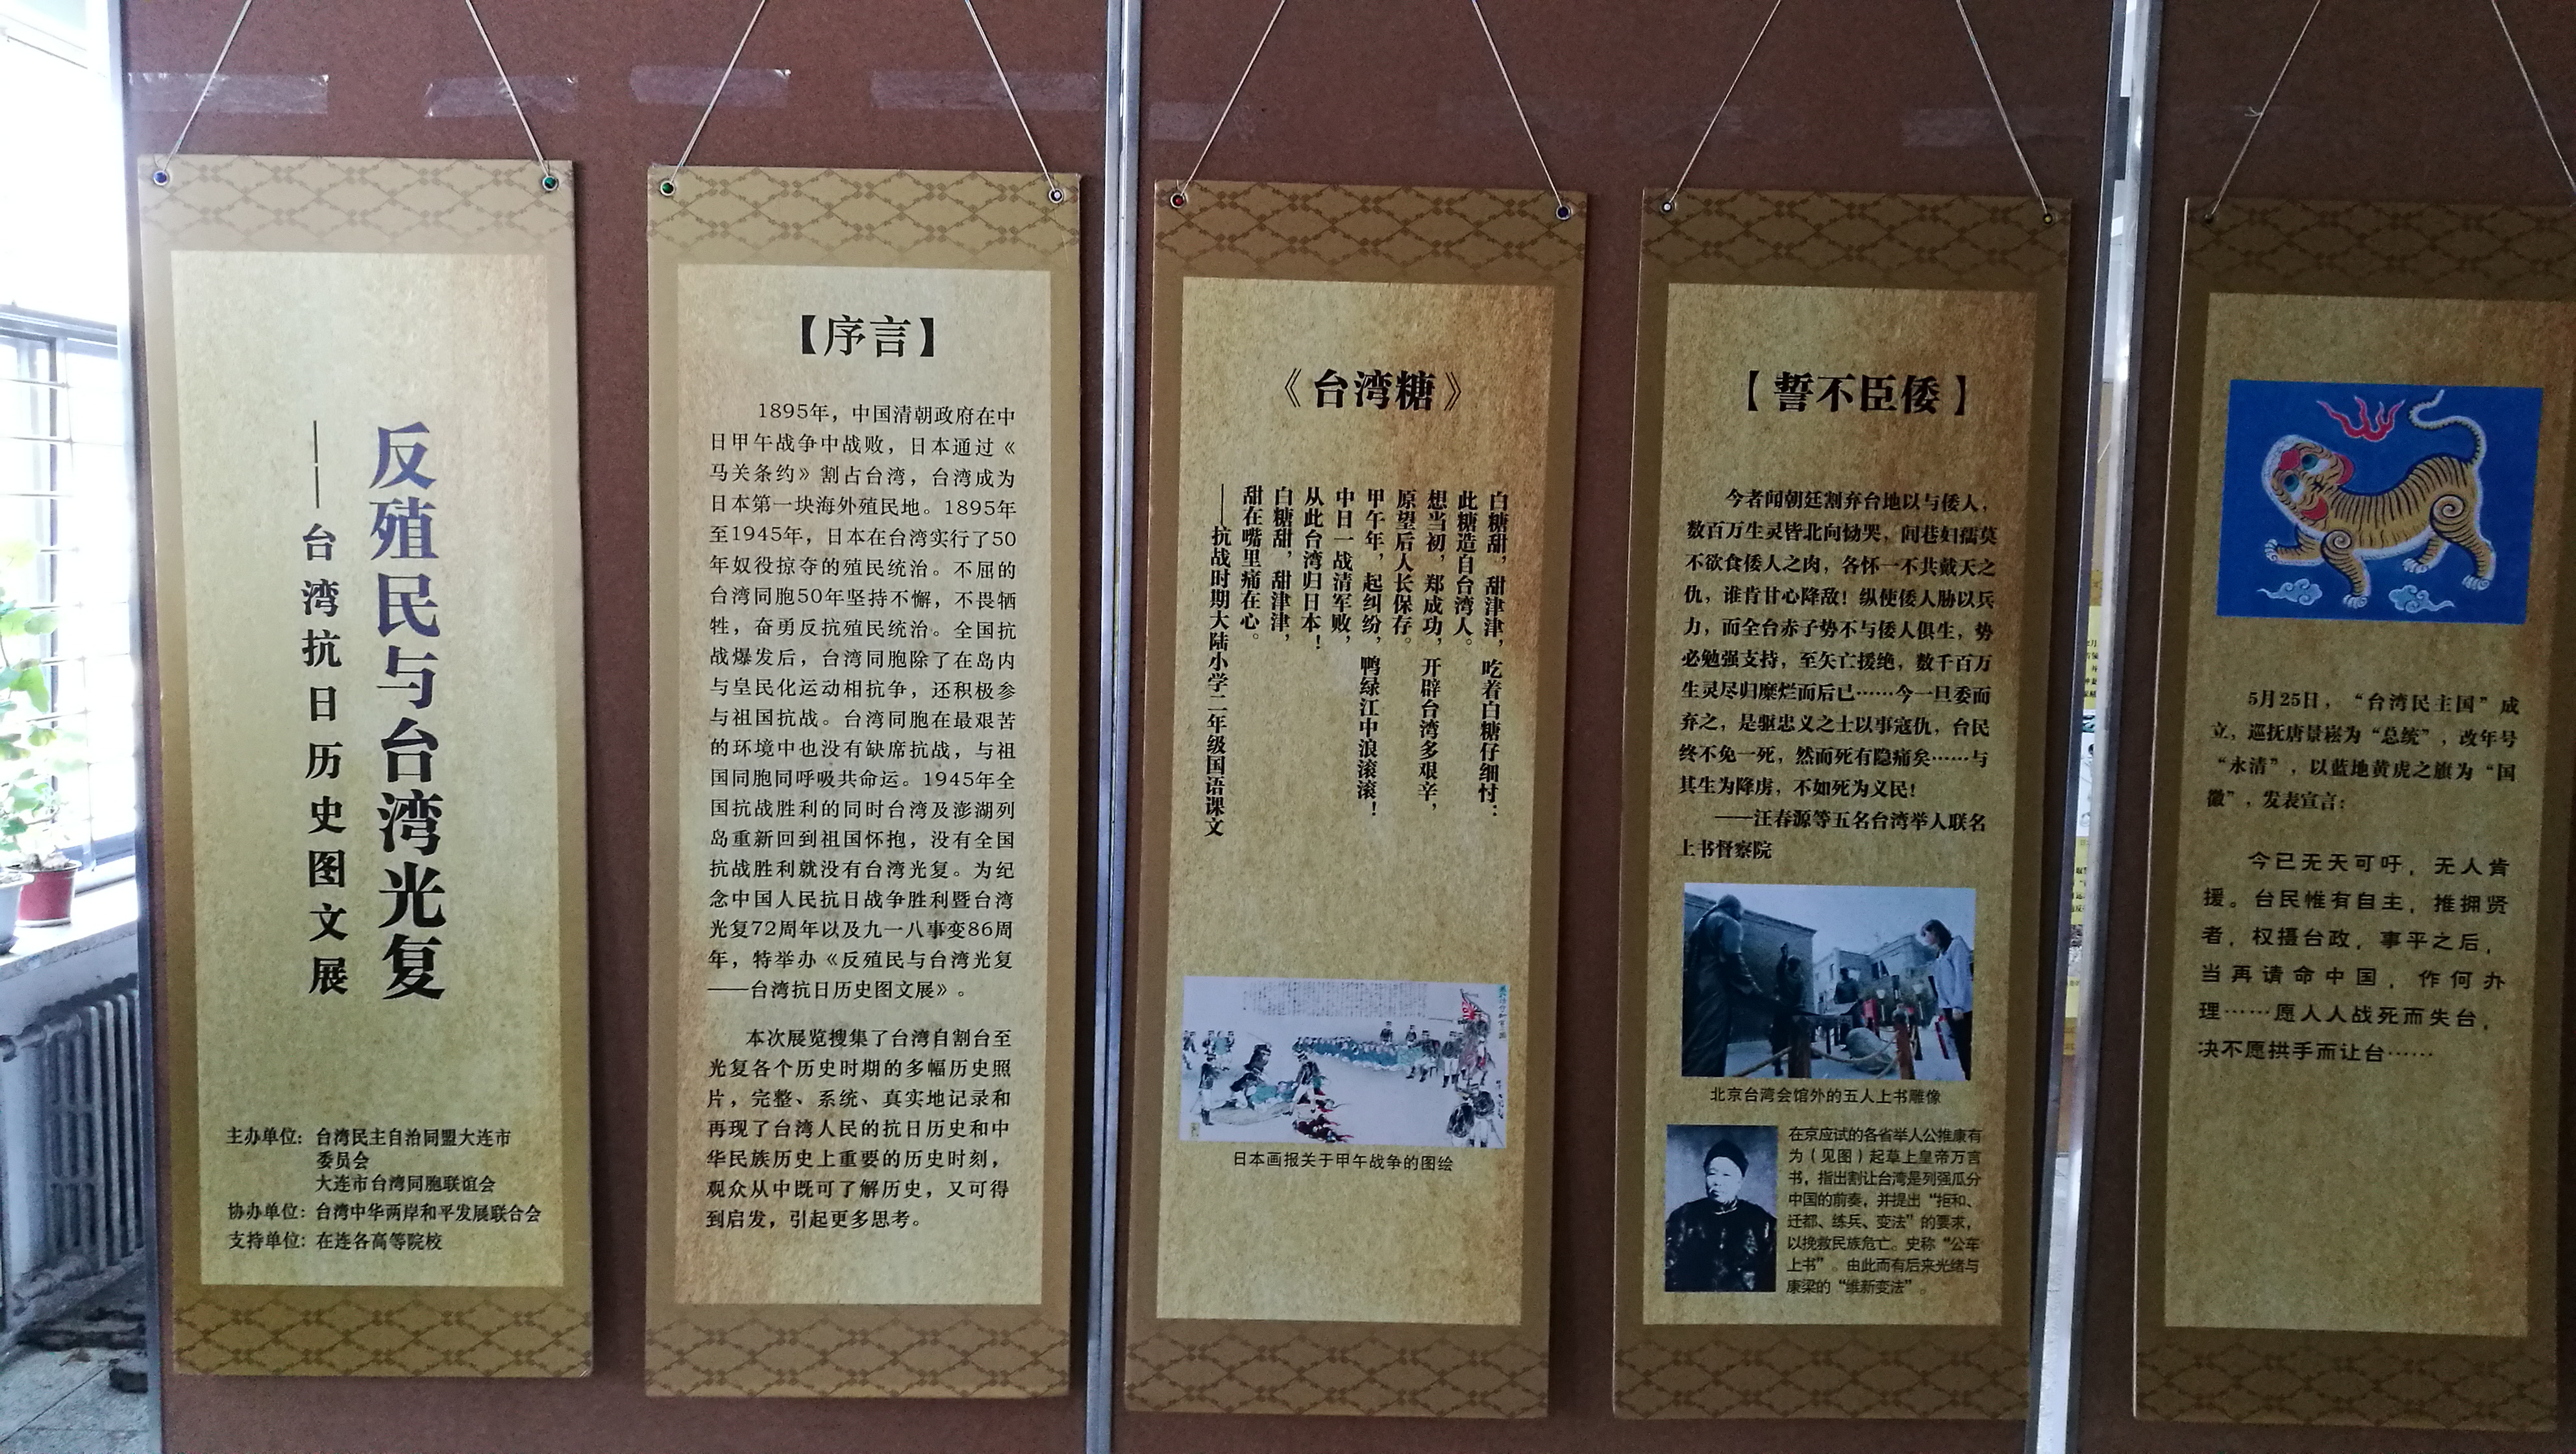 反殖民与台湾光复
——台湾抗日历史图文展
主办单位：台湾民主自治同盟大连市
委员会
大连市台湾同胞联谊会
协办单位：台湾中华两岸和平发展联合会
支持单位：在连各高等院校
【序言】
1895年，中国清朝政府在中
日甲午战争中战败，日本通过《
马关条约》割占台湾，台湾成为
日本第一块海外殖民地。1895年
至1945年，日本在台湾实行了50
年奴役掠夺的殖民统治。不屈的
台湾同胞50年坚持不懈，不畏牺
牲，奋勇反抗殖民统治。全国抗
战爆发后，台湾同胞除了在岛内
与皇民化运动相抗争，还积极参
与祖国抗战。台湾同胞在最艰苦
的环境中也没有缺席抗战，与祖
国同胞同呼吸共命运。1945年全
国抗战胜利的同时台湾及澎湖列
岛重新回到祖国怀抱，没有全国
抗战胜利就没有台湾光复。为纪
念中国人民抗日战争胜利暨台湾
光复72周年以及九一八事变86周
年，特举办《反殖民与台湾光复
——台湾抗日历史图文展》。
本次展览搜集了台湾自割台至
光复各个历史时期的多幅历史照
片，完整、系统、真实地记录和
再现了台湾人民的抗日历史和中
华民族历史上重要的历史时刻，
观众从中既可了解历史，又可得
到启发，引起更多思考。
《台湾糖》
白糖甜，甜津津，吃着白糖仔细忖：
此糖造自台湾人。
想当初，郑成功，开辟台湾多艰辛，
原望后人长保存。
甲午年，起纠纷，鸭绿江中浪滚滚！
中日一战清军败，
从此台湾归日本！
白糖甜，甜津津，
甜在嘴里痛在心。
——抗战时期大陆小学二年级国语课文
日本画报关于甲午战争的图绘
【誓不臣倭】
今者闻朝廷割弃台地以与倭人，
数百万生灵皆北向恸哭，闾巷妇孺莫
不欲食倭人之肉，各怀一不共戴天之
仇，谁肯甘心降敌！纵使倭人胁以兵
力，而全台赤子势不与倭人俱生，势
必勉强支持，至矢亡援绝，数千百万
生灵尽归糜烂而后已……今一旦委而
弃之，是驱忠义之士以事寇仇，台民
终不免一死，然而死有隐痛矣……与
其生为降虏，不如死为义民！
——汪春源等五名台湾举人联名
上书督察院
北京台湾会馆外的五人上书雕像
在京应试的各省举人公推康有
为（见图）起草上皇帝万言
书，指出割让台湾是列强瓜分
中国的前奏，并提出“拒和、
迁都、练兵、变法”的要求，
以挽救民族危亡。史称“公车
上书”。由此而有后来光绪与
康梁的“维新变法”。
5月25日，“台湾民主国”成
立，巡抚唐景崧为“总统”，改年号
“永清”，以蓝地黄虎之旗为“国
徽”，发表宣言：
今已无天可吁，无人肯
援。台民惟有自主，推拥贤
者，权摄台政，事平之后，
当再请命中国，作何办
理……愿人人战死而失台，
决不愿拱手而让台……